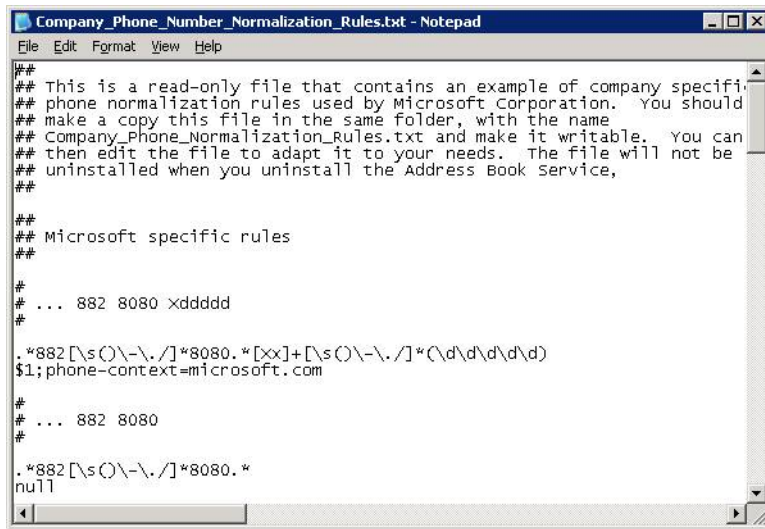 Company_Phone_Number_Normalization_Rules.txt - Notepad
File Edit Format View Help
##
## This is a read-only file that contains an example of company specifi
## phone normalization rules used by Microsoft Corporation.  You should
## make a copy this file in the same folder, with the name
## Company_Phone_Normalization_Rules.txt and make it writable.  You can
## then edit the file to adapt it to your needs.  The file will not be
## uninstalled when you uninstall the Address Book Service,
##
##
## Microsoft specific rules
##
#
# ... 882 8080 Xddddd
#
.*882[\s()\-\./]*8080.*[Xx]+[\s()\-\./]*(\d\d\d\d\d)
$1;phone-context=microsoft.com
#
# ... 882 8080
#
.*882[\s()\-\./]*8080.*
null